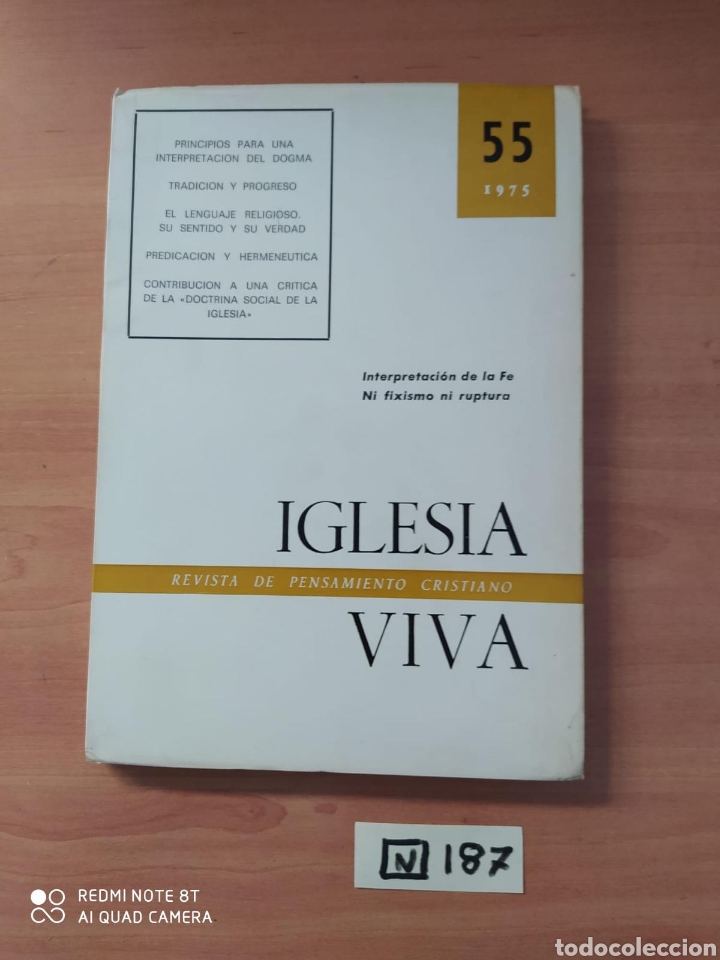 PRINCIPIOS PARA UNA
INTERPRETACION DEL DOGMA
TRADICION Y PROGRESO
EL LENGUAJE RELIGIOSO.
SU SENTIDO Y SU VERDAD
PREDICACION Y HERMENEUTICA
CONTRIBUCION A UNA CRITICA
DE LA «DOCTRINA SOCIAL DE LA
IGLESIA»
55
1975
Interpretación de la Fe
Ni fixismo ni ruptura
IGLESIA
REVISTA DE PENSAMIENTO CRISTIANO
VIVA
N 187
REDMI NOTE 8T
AI QUAD CAMERA
todocoleccion